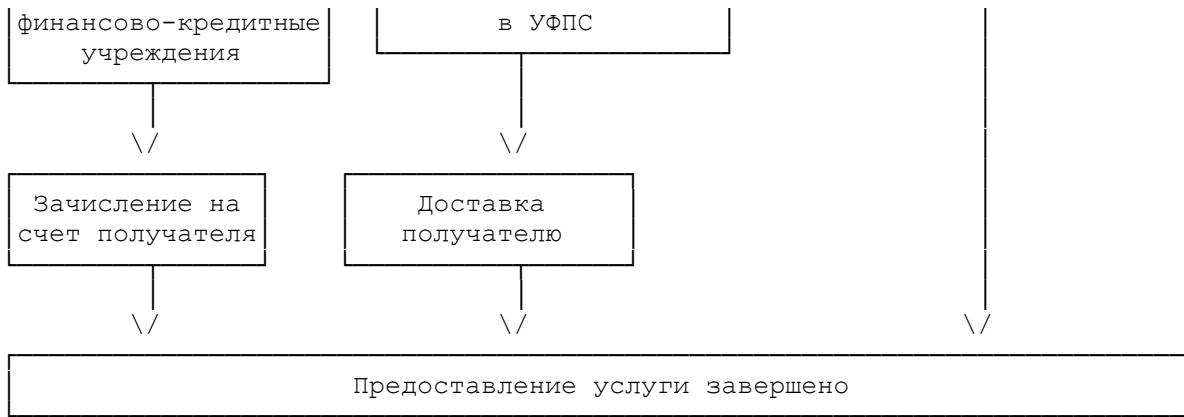 финансово-кредитные
учреждения
в УФПС
Зачисление на
счет получателя
Доставка
получателю
Предоставление услуги завершено